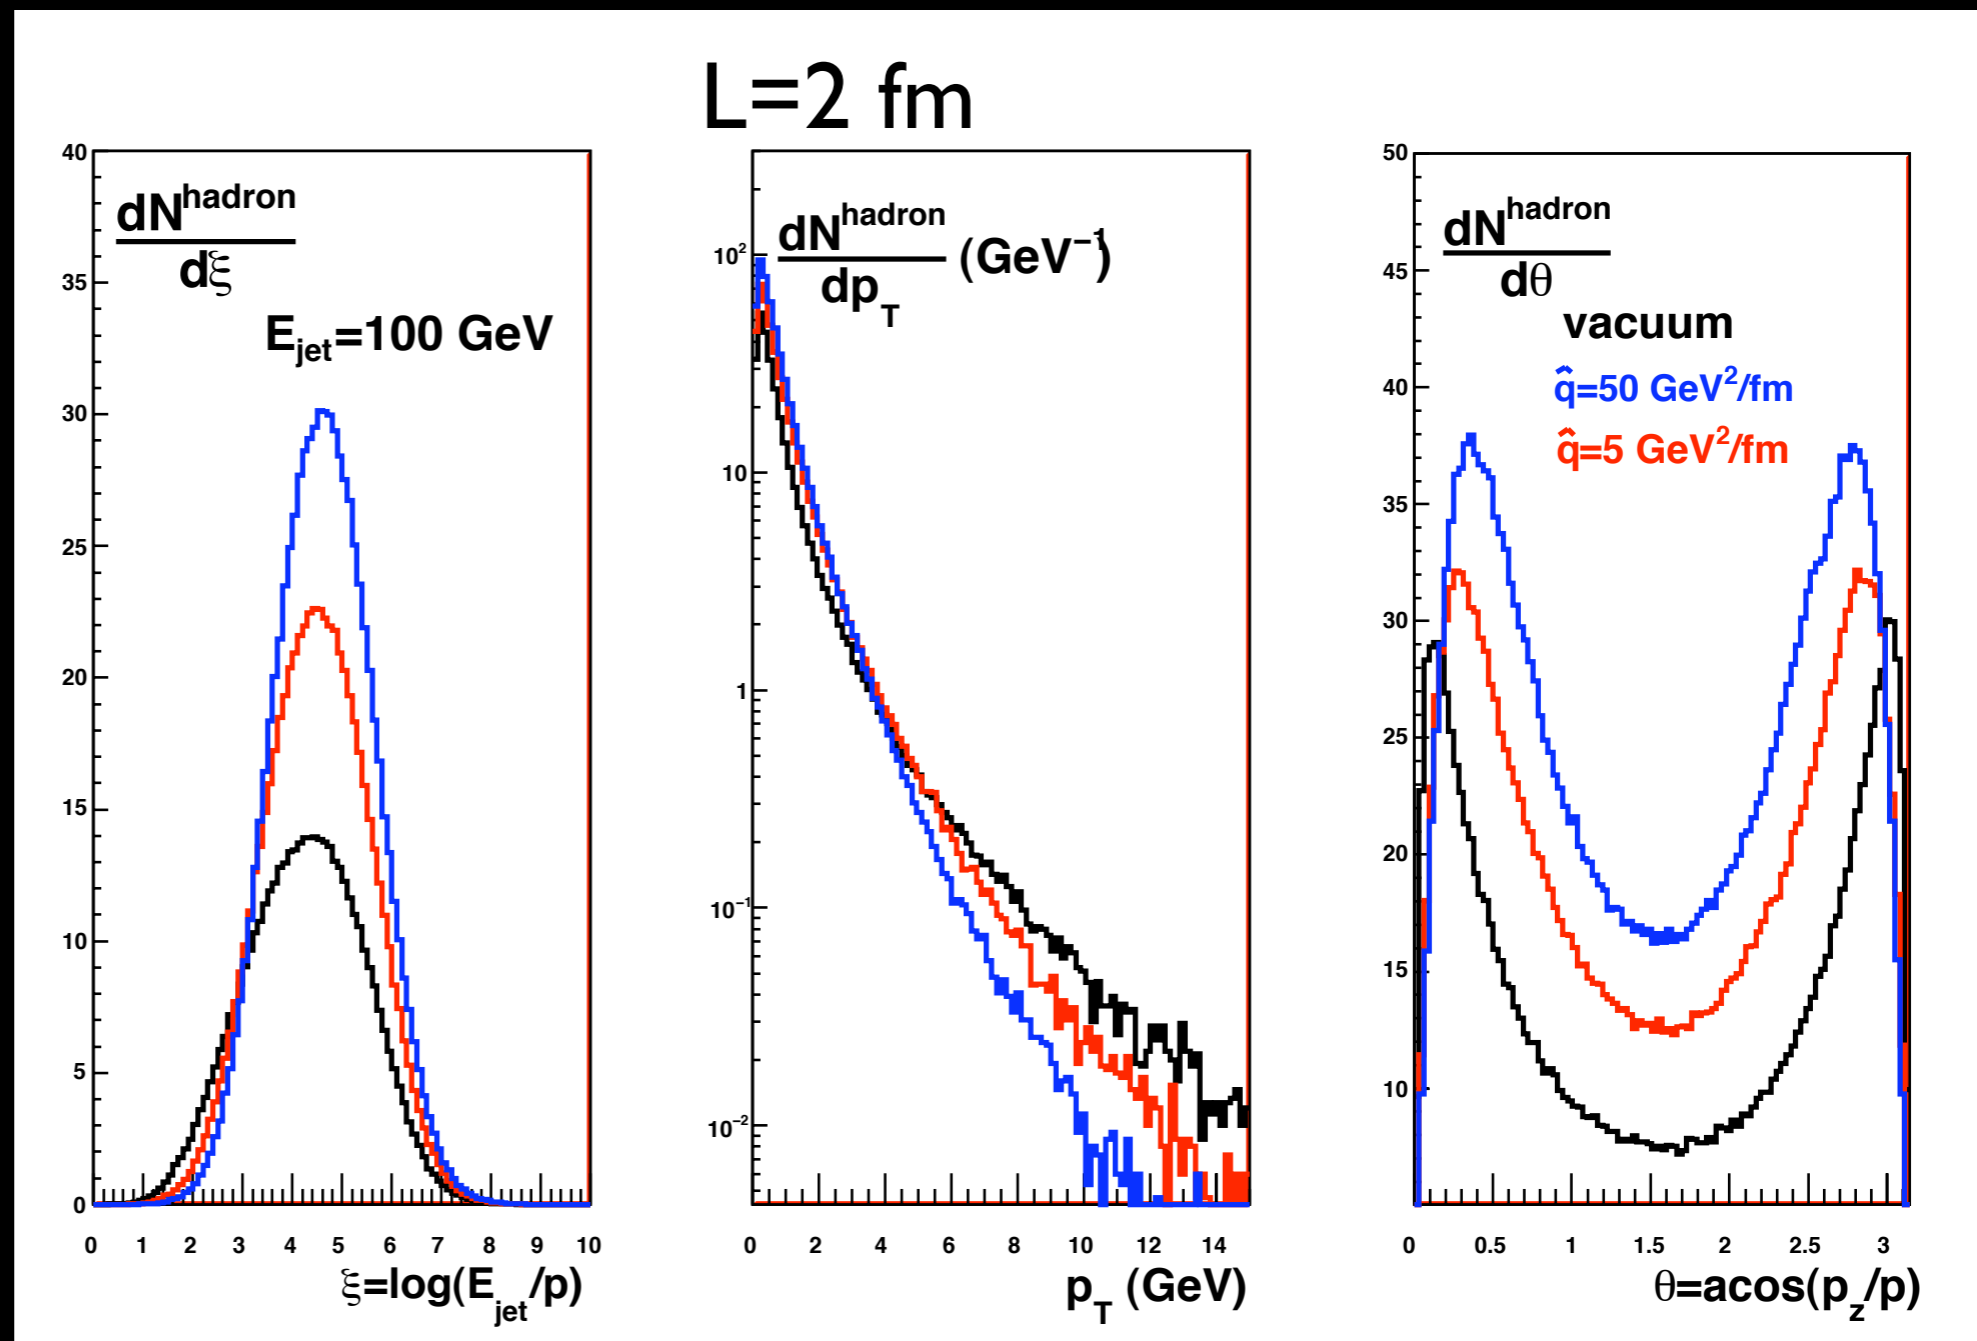 L=2 fm
dN^hadron
dξ
E_jet=100 GeV
40
35
30
25
20
15
10
5
0
0 1 2 3 4 5 6 7 8 9 10
ξ=log(E_jet/p)
dN^hadron (GeV^−1)
dp_T
10^2
10
1
10^−1
10^−2
0 2 4 6 8 10 12 14
p_T (GeV)
dN^hadron
dθ
vacuum
q̂=50 GeV^2/fm
q̂=5 GeV^2/fm
50
45
40
35
30
25
20
15
10
0 0.5 1 1.5 2 2.5 3
θ=acos(p_z/p)